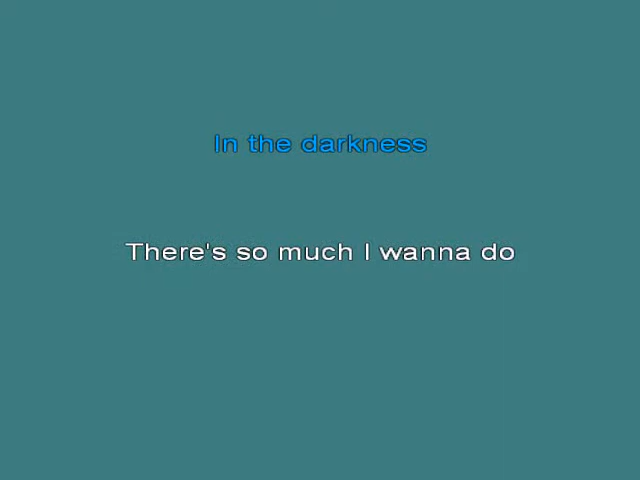 In the darkness
There's so much I wanna do